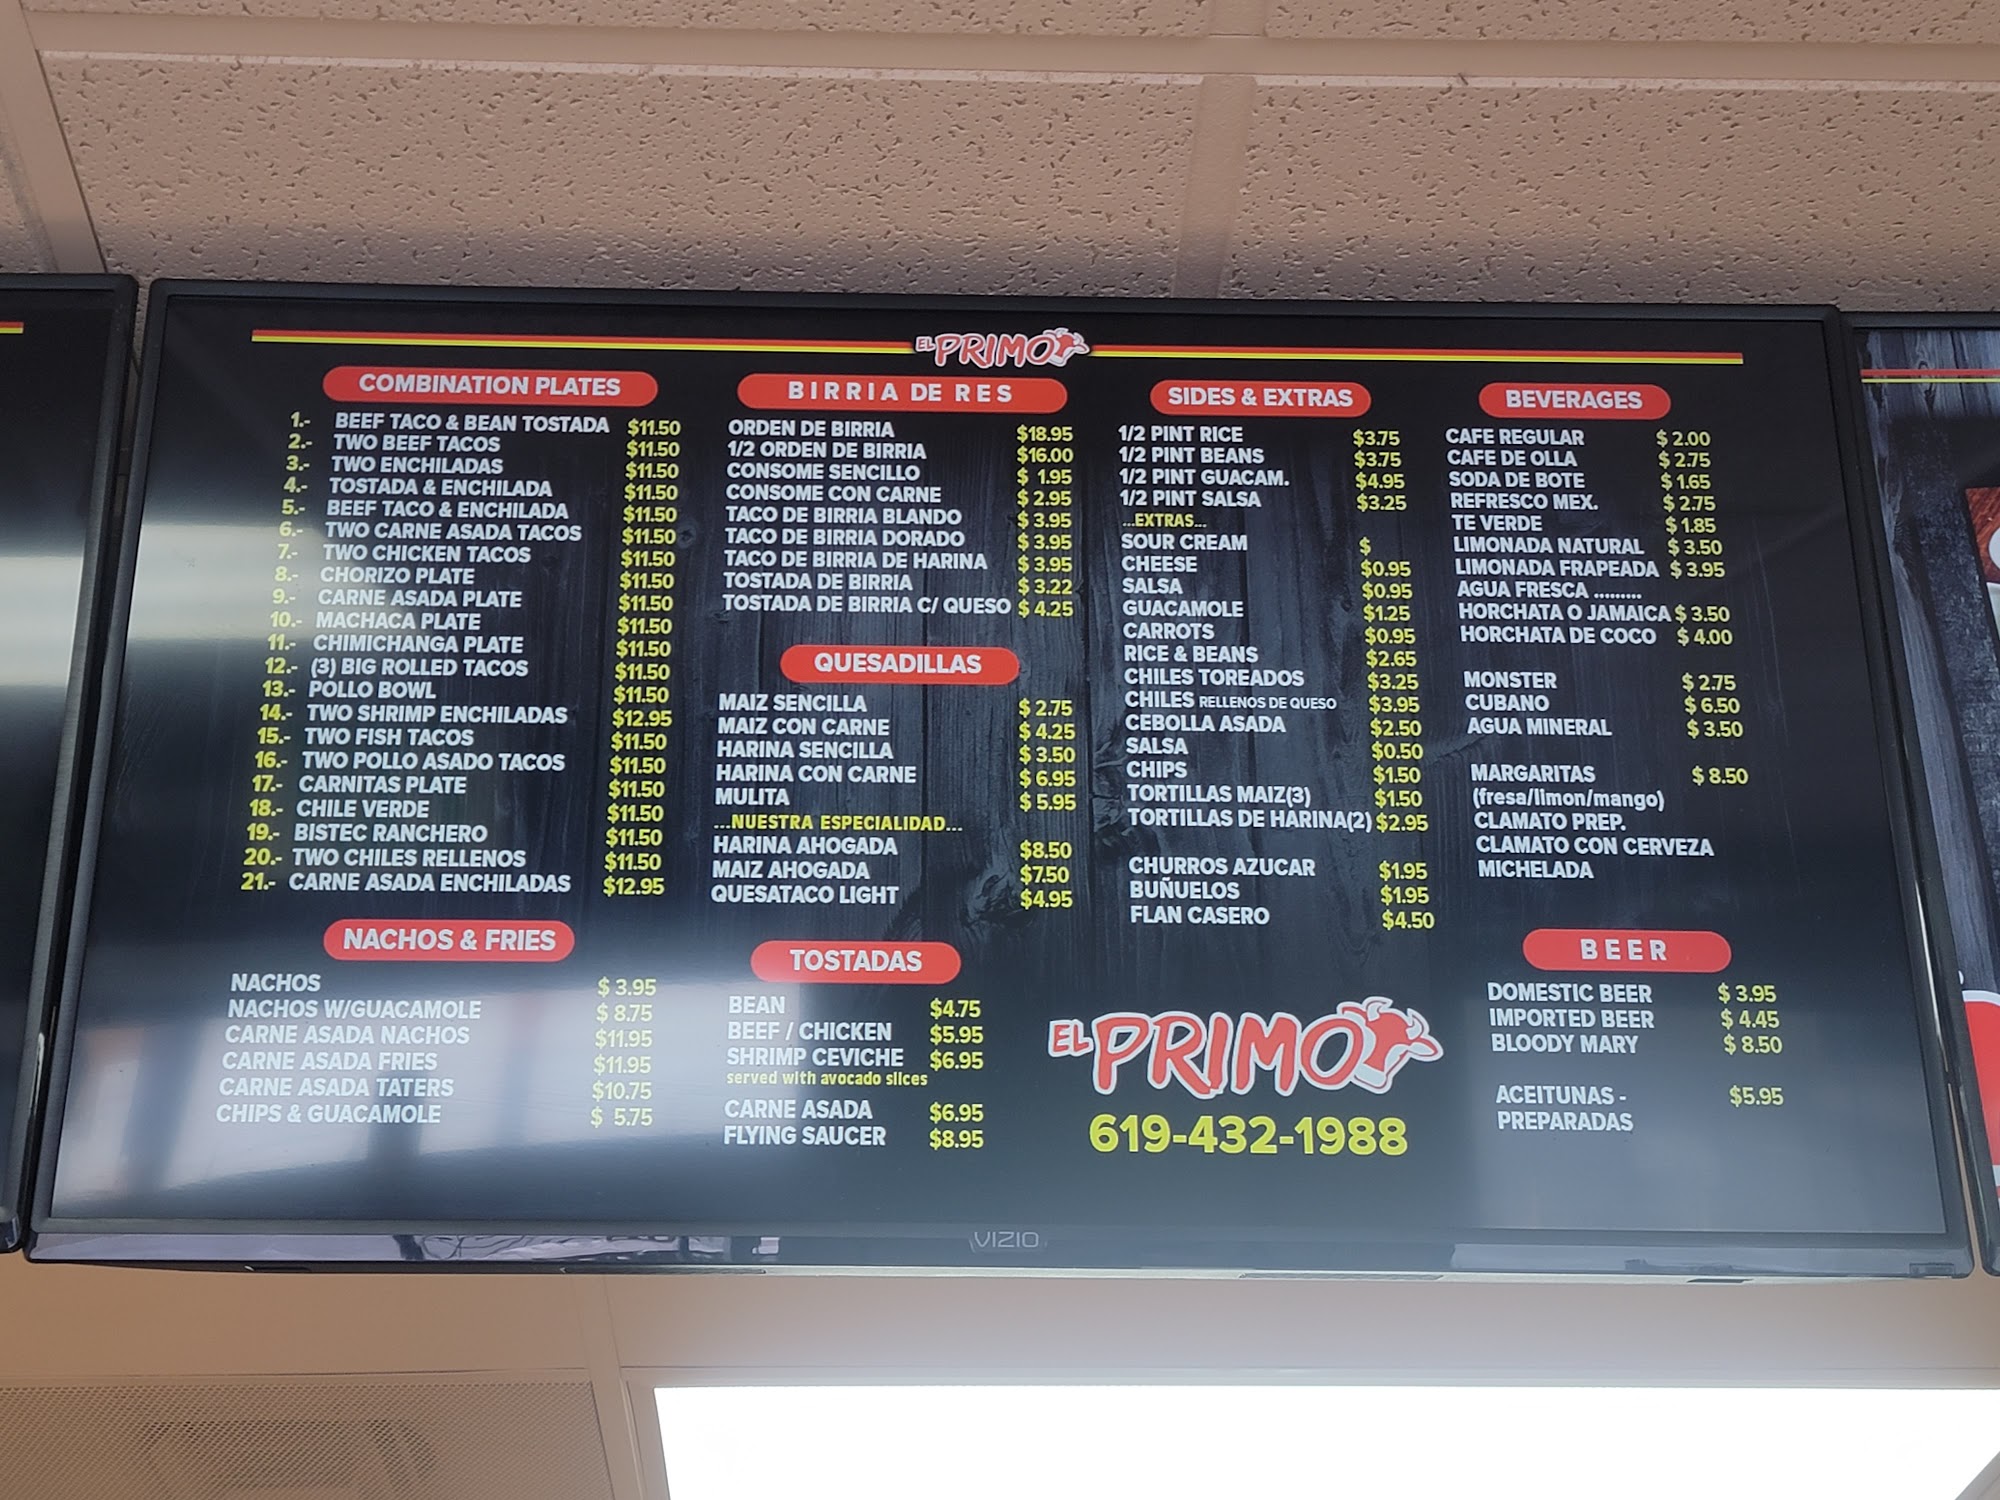 EL PRIMO
COMBINATION PLATES
1.- BEEF TACO & BEAN TOSTADA $11.50
2.- TWO BEEF TACOS $11.50
3.- TWO ENCHILADAS $11.50
4.- TOSTADA & ENCHILADA $11.50
5.- BEEF TACO & ENCHILADA $11.50
6.- TWO CARNE ASADA TACOS $11.50
7.- TWO CHICKEN TACOS $11.50
8.- CHORIZO PLATE $11.50
9.- CARNE ASADA PLATE $11.50
10.- MACHACA PLATE $11.50
11.- CHIMICHANGA PLATE $11.50
12.- (3) BIG ROLLED TACOS $11.50
13.- POLLO BOWL $11.50
14.- TWO SHRIMP ENCHILADAS $12.95
15.- TWO FISH TACOS $11.50
16.- TWO POLLO ASADO TACOS $11.50
17.- CARNITAS PLATE $11.50
18.- CHILE VERDE $11.50
19.- BISTEC RANCHERO $11.50
20.- TWO CHILES RELLENOS $11.50
21.- CARNE ASADA ENCHILADAS $12.95
NACHOS & FRIES
NACHOS $ 3.95
NACHOS W/GUACAMOLE $ 8.75
CARNE ASADA NACHOS $11.95
CARNE ASADA FRIES $11.95
CARNE ASADA TATERS $10.75
CHIPS & GUACAMOLE $ 5.75
BIRRIA DE RES
ORDEN DE BIRRIA $18.95
1/2 ORDEN DE BIRRIA $16.00
CONSOME SENCILLO $ 1.95
CONSOME CON CARNE $ 2.95
TACO DE BIRRIA BLANDO $ 3.95
TACO DE BIRRIA DORADO $ 3.95
TACO DE BIRRIA DE HARINA $ 3.95
TOSTADA DE BIRRIA $ 3.22
TOSTADA DE BIRRIA C/ QUESO $ 4.25
QUESADILLAS
MAIZ SENCILLA $ 2.75
MAIZ CON CARNE $ 4.25
HARINA SENCILLA $ 3.50
HARINA CON CARNE $ 6.95
MULITA $ 5.95
...NUESTRA ESPECIALIDAD...
HARINA AHOGADA $8.50
MAIZ AHOGADA $7.50
QUESATACO LIGHT $4.95
TOSTADAS
BEAN $4.75
BEEF / CHICKEN $5.95
SHRIMP CEVICHE $6.95
served with avocado slices
CARNE ASADA $6.95
FLYING SAUCER $8.95
SIDES & EXTRAS
1/2 PINT RICE $3.75
1/2 PINT BEANS $3.75
1/2 PINT GUACAM. $4.95
1/2 PINT SALSA $3.25
...EXTRAS...
SOUR CREAM $
CHEESE $0.95
SALSA $0.95
GUACAMOLE $1.25
CARROTS $0.95
RICE & BEANS $2.65
CHILES TOREADOS $3.25
CHILES RELLENOS DE QUESO $3.95
CEBOLLA ASADA $2.50
SALSA $0.50
CHIPS $1.50
TORTILLAS MAIZ(3) $1.50
TORTILLAS DE HARINA(2) $2.95
CHURROS AZUCAR $1.95
BUÑUELOS $1.95
FLAN CASERO $4.50
EL PRIMO
619-432-1988
BEVERAGES
CAFE REGULAR $ 2.00
CAFE DE OLLA $ 2.75
SODA DE BOTE $ 1.65
REFRESCO MEX. $ 2.75
TE VERDE $ 1.85
LIMONADA NATURAL $ 3.50
LIMONADA FRAPEADA $ 3.95
AGUA FRESCA .........
HORCHATA O JAMAICA $ 3.50
HORCHATA DE COCO $ 4.00
MONSTER $ 2.75
CUBANO $ 6.50
AGUA MINERAL $ 3.50
MARGARITAS $ 8.50
(fresa/limon/mango)
CLAMATO PREP.
CLAMATO CON CERVEZA
MICHELADA
BEER
DOMESTIC BEER $ 3.95
IMPORTED BEER $ 4.45
BLOODY MARY $ 8.50
ACEITUNAS - $5.95
PREPARADAS
VIZIO